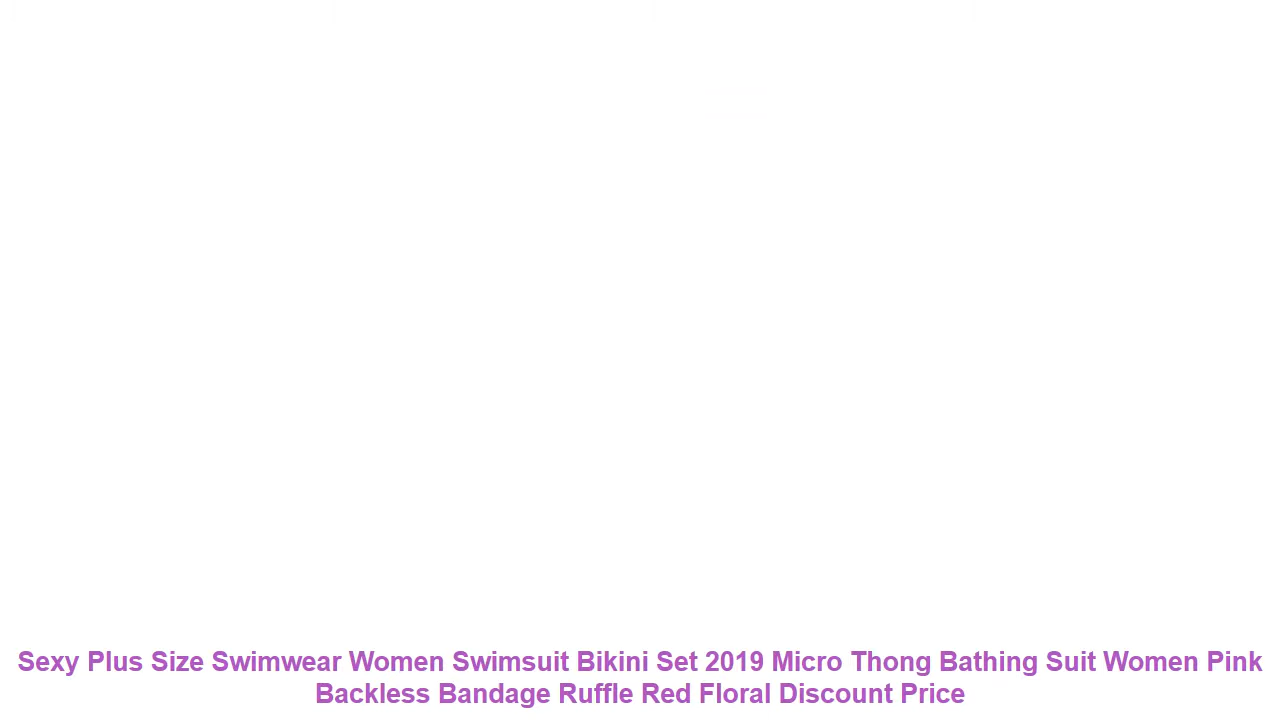 Sexy Plus Size Swimwear Women Swimsuit Bikini Set 2019 Micro Thong Bathing Suit Women Pink
Backless Bandage Ruffle Red Floral Discount Price